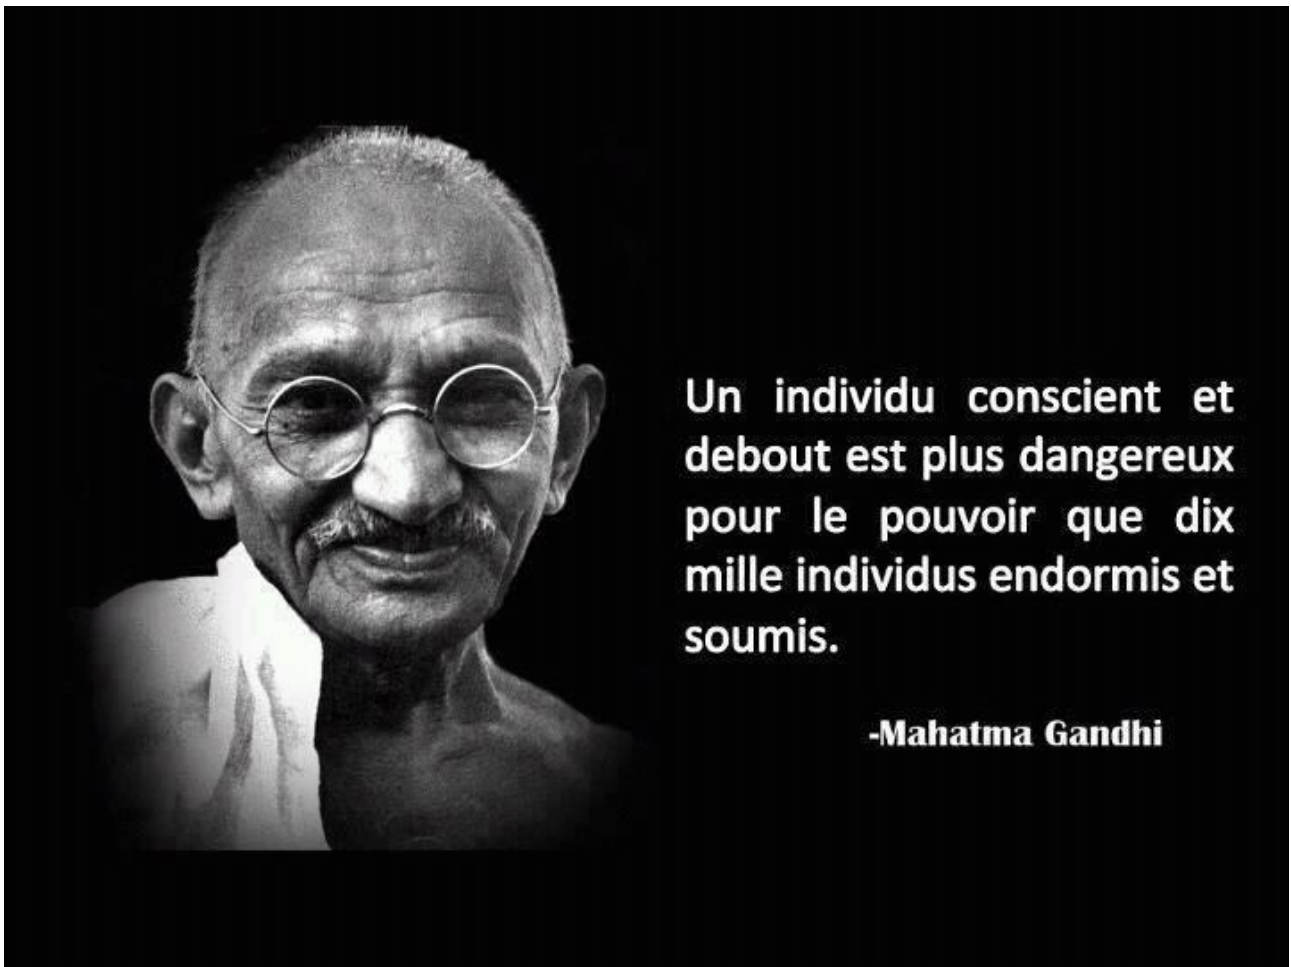 Un individu conscient et
debout est plus dangereux
pour le pouvoir que dix
mille individus endormis et
soumis.
-Mahatma Gandhi